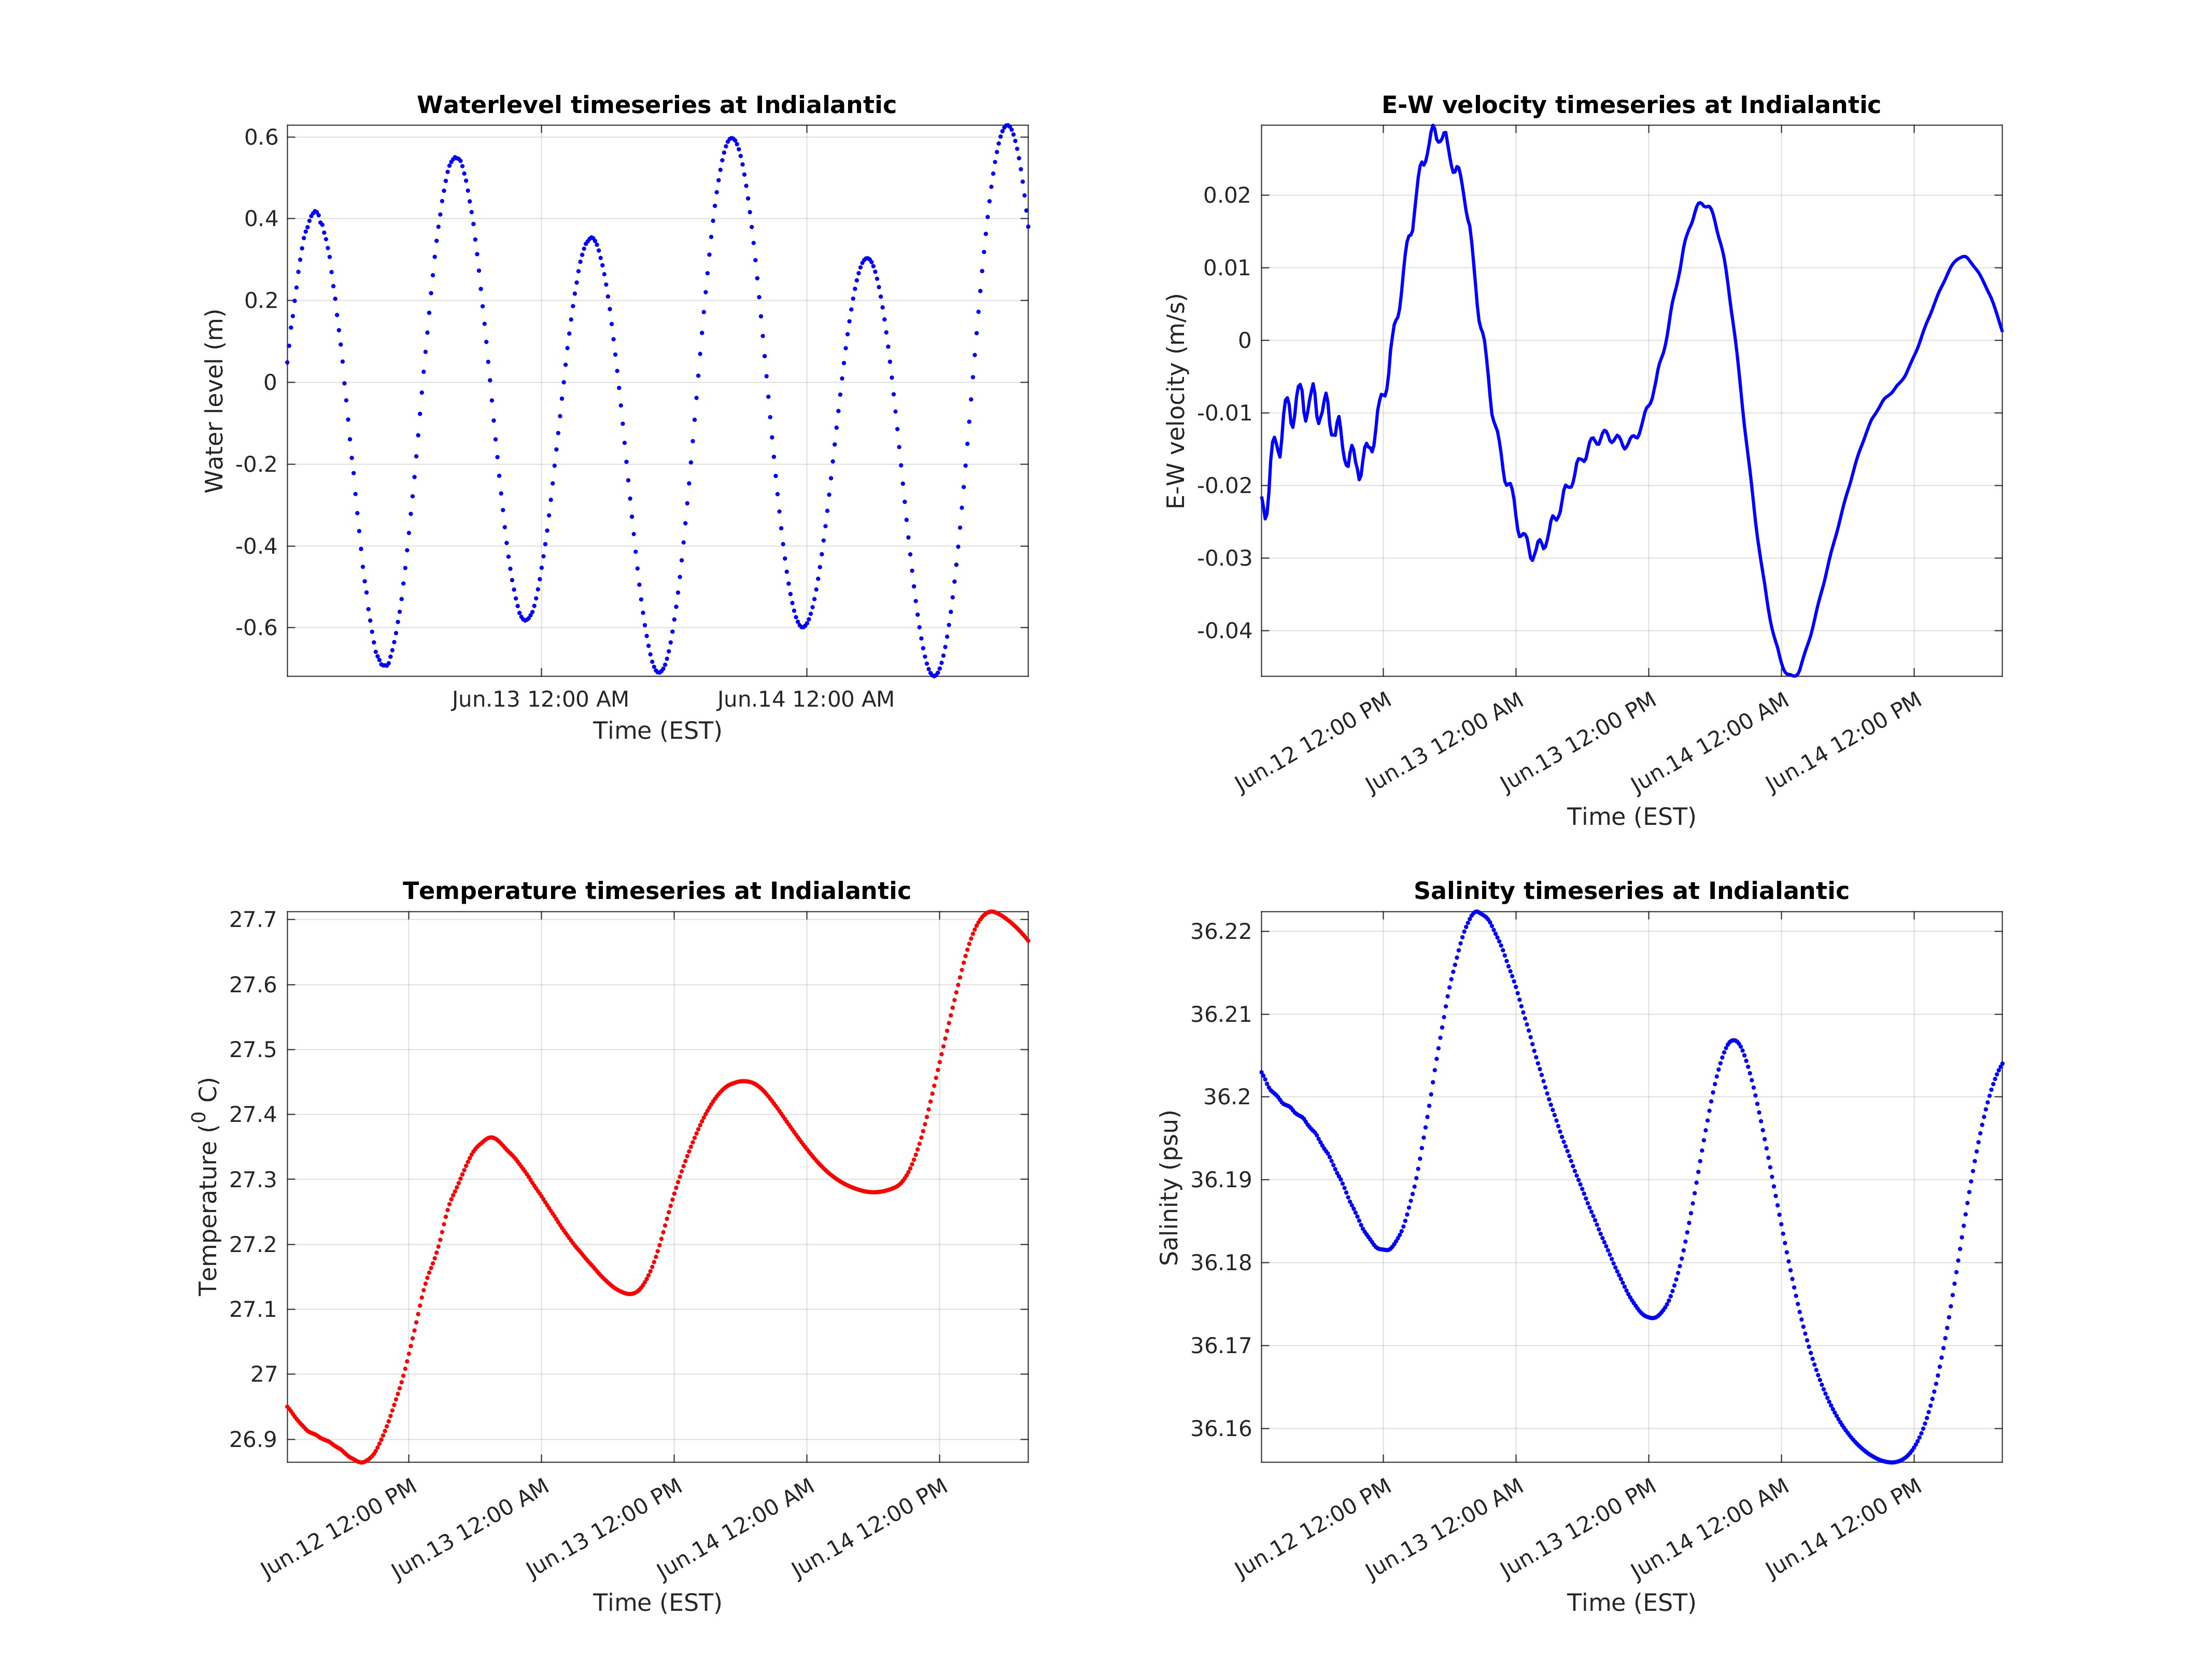 Waterlevel timeseries at Indialantic
0.6
0.4
0.2
0
-0.2
-0.4
-0.6
Water level (m)
Jun.13 12:00 AM
Jun.14 12:00 AM
Time (EST)
E-W velocity timeseries at Indialantic
0.02
0.01
0
-0.01
-0.02
-0.03
-0.04
E-W velocity (m/s)
Jun.12 12:00 PM
Jun.13 12:00 AM
Jun.13 12:00 PM
Jun.14 12:00 AM
Jun.14 12:00 PM
Time (EST)
Temperature timeseries at Indialantic
27.7
27.6
27.5
27.4
27.3
27.2
27.1
27
26.9
Temperature (⁰ C)
Jun.12 12:00 PM
Jun.13 12:00 AM
Jun.13 12:00 PM
Jun.14 12:00 AM
Jun.14 12:00 PM
Time (EST)
Salinity timeseries at Indialantic
36.22
36.21
36.2
36.19
36.18
36.17
36.16
Salinity (psu)
Jun.12 12:00 PM
Jun.13 12:00 AM
Jun.13 12:00 PM
Jun.14 12:00 AM
Jun.14 12:00 PM
Time (EST)